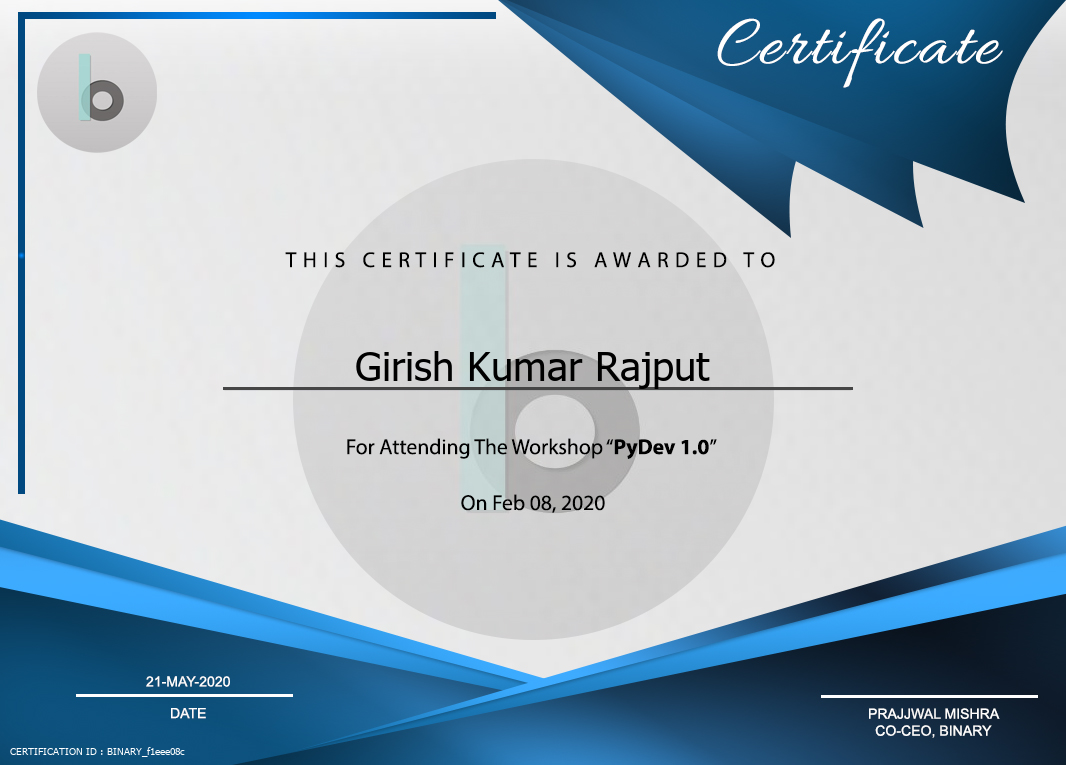 Certificate
b
THIS CERTIFICATE IS AWARDED TO
Girish Kumar Rajput
For Attending The Workshop “PyDev 1.0”
On Feb 08, 2020
21-MAY-2020
DATE
PRAJJWAL MISHRA
CO-CEO, BINARY
CERTIFICATION ID : BINARY_f1eee08c